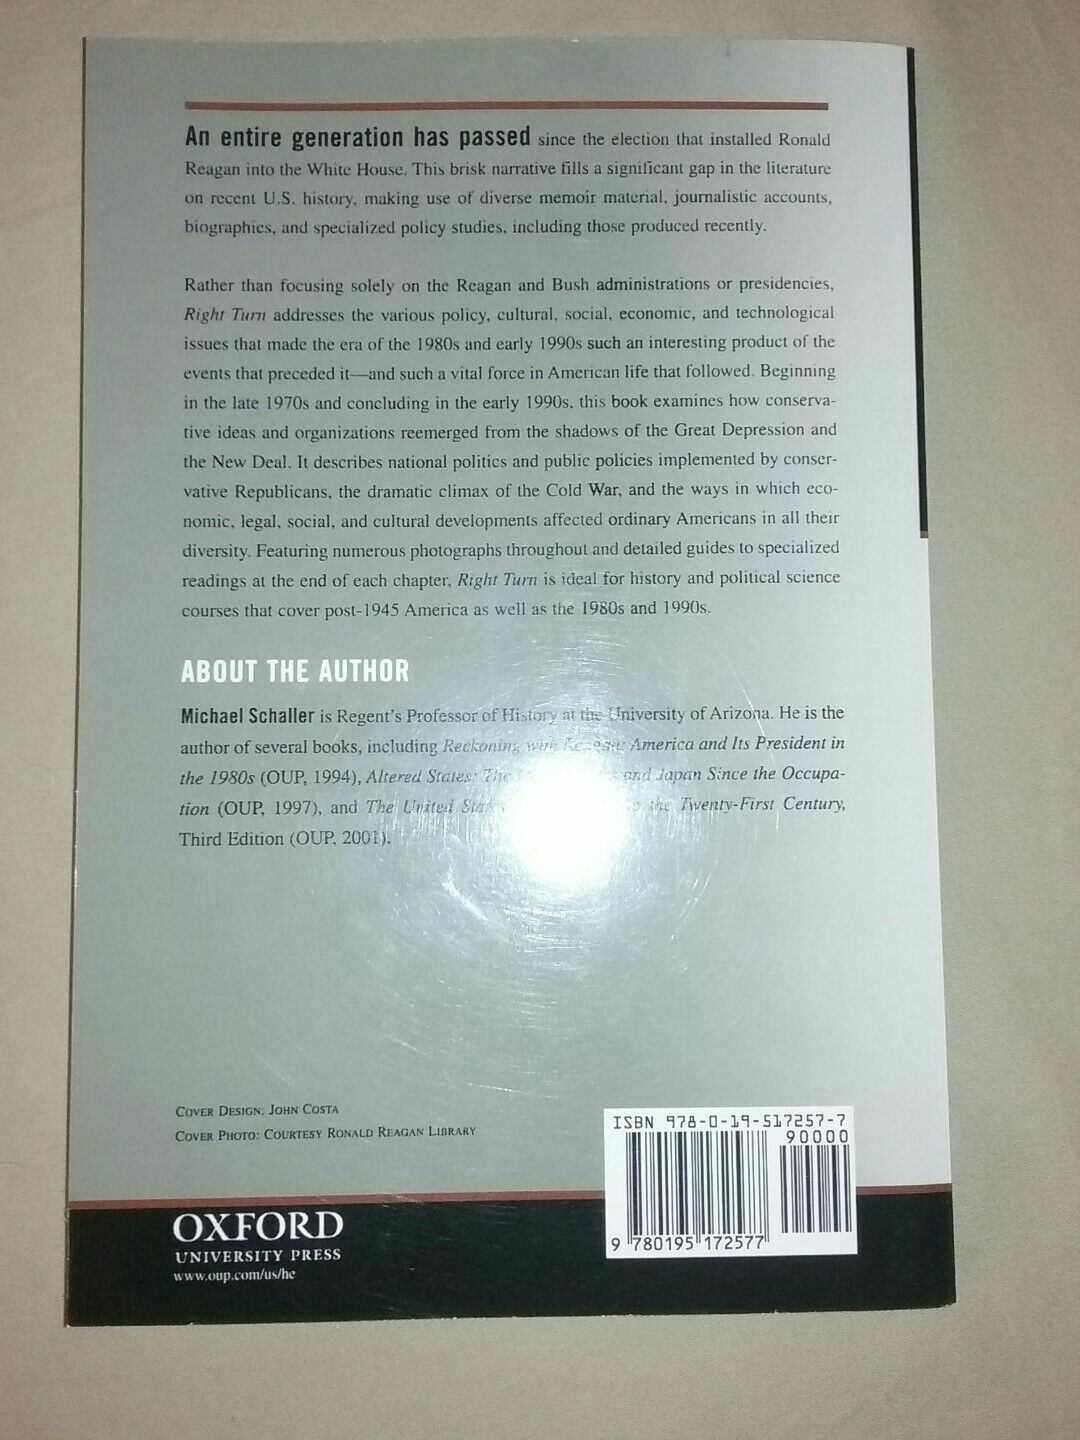 An entire generation has passed since the election that installed Ronald
Reagan into the White House. This brisk narrative fills a significant gap in the literature
on recent U.S. history, making use of diverse memoir material, journalistic accounts,
biographies, and specialized policy studies, including those produced recently.
Rather than focusing solely on the Reagan and Bush administrations or presidencies,
Right Turn addresses the various policy, cultural, social, economic, and technological
issues that made the era of the 1980s and early 1990s such an interesting product of the
events that preceded it—and such a vital force in American life that followed. Beginning
in the late 1970s and concluding in the early 1990s, this book examines how conserva-
tive ideas and organizations reemerged from the shadows of the Great Depression and
the New Deal. It describes national politics and public policies implemented by conser-
vative Republicans, the dramatic climax of the Cold War, and the ways in which eco-
nomic, legal, social, and cultural developments affected ordinary Americans in all their
diversity. Featuring numerous photographs throughout and detailed guides to specialized
readings at the end of each chapter, Right Turn is ideal for history and political science
courses that cover post-1945 America as well as the 1980s and 1990s.
ABOUT THE AUTHOR
Michael Schaller is Regent's Professor of History at the University of Arizona. He is the
author of several books, including Reckoning with Reagan: America and Its President in
the 1980s (OUP, 1994), Altered States: The and Japan Since the Occupa-
tion (OUP, 1997), and The United States the Twenty-First Century,
Third Edition (OUP, 2001).
COVER DESIGN: JOHN COSTA
COVER PHOTO: COURTESY RONALD REAGAN LIBRARY
OXFORD
UNIVERSITY PRESS
www.oup.com/us/he
ISBN 978-0-19-517257-7
90000
9 780195 172577